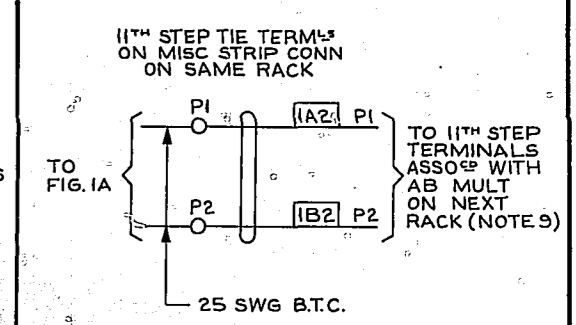 11TH STEP TIE TERMLS
ON MISC STRIP CONN
ON SAME RACK
P1
1A2
P1
TO
FIG. 1A
TO 11TH STEP
TERMINALS
ASSOCD WITH
AB MULT
ON NEXT
RACK (NOTE 9)
P2
1B2
P2
25 SWG B.T.C.
S